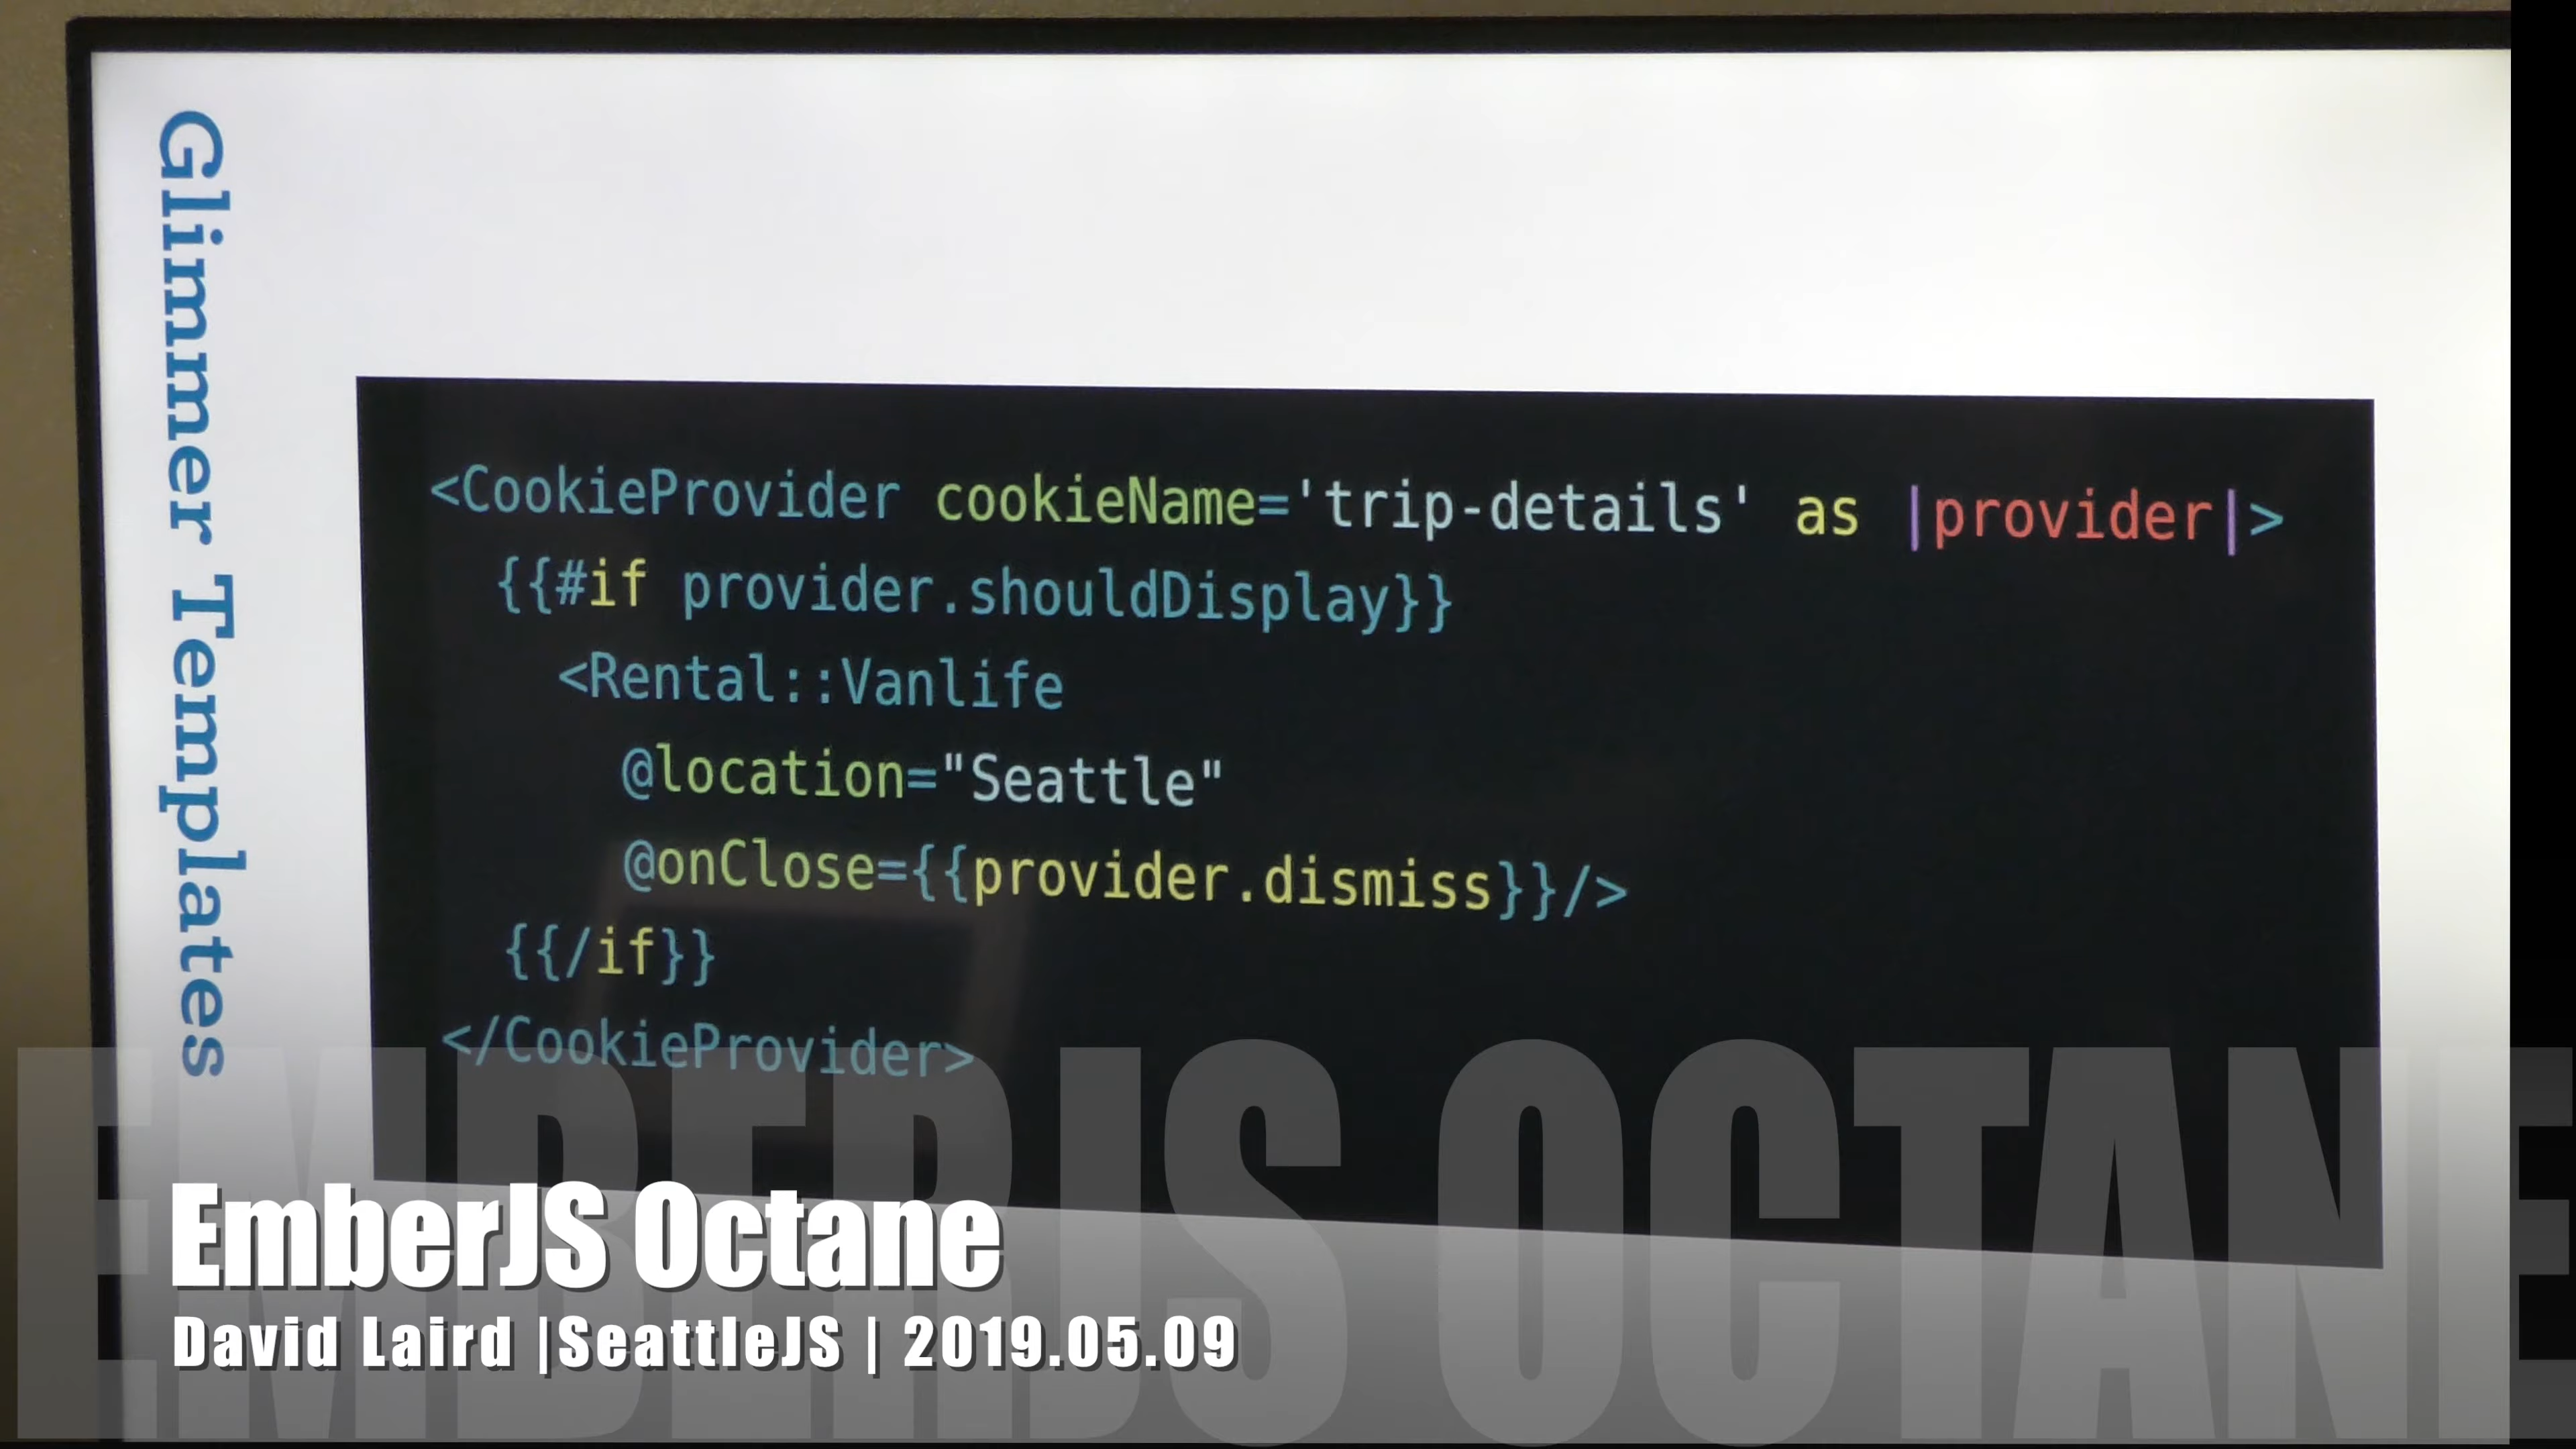 Glimmer Templates
<CookieProvider cookieName='trip-details' as |provider|>
{{#if provider.shouldDisplay}}
<Rental::Vanlife
@location="Seattle"
@onClose={{provider.dismiss}}/>
{{/if}}
</CookieProvider>
EMBERJS OCTANE
EmberJS Octane
David Laird |SeattleJS | 2019.05.09